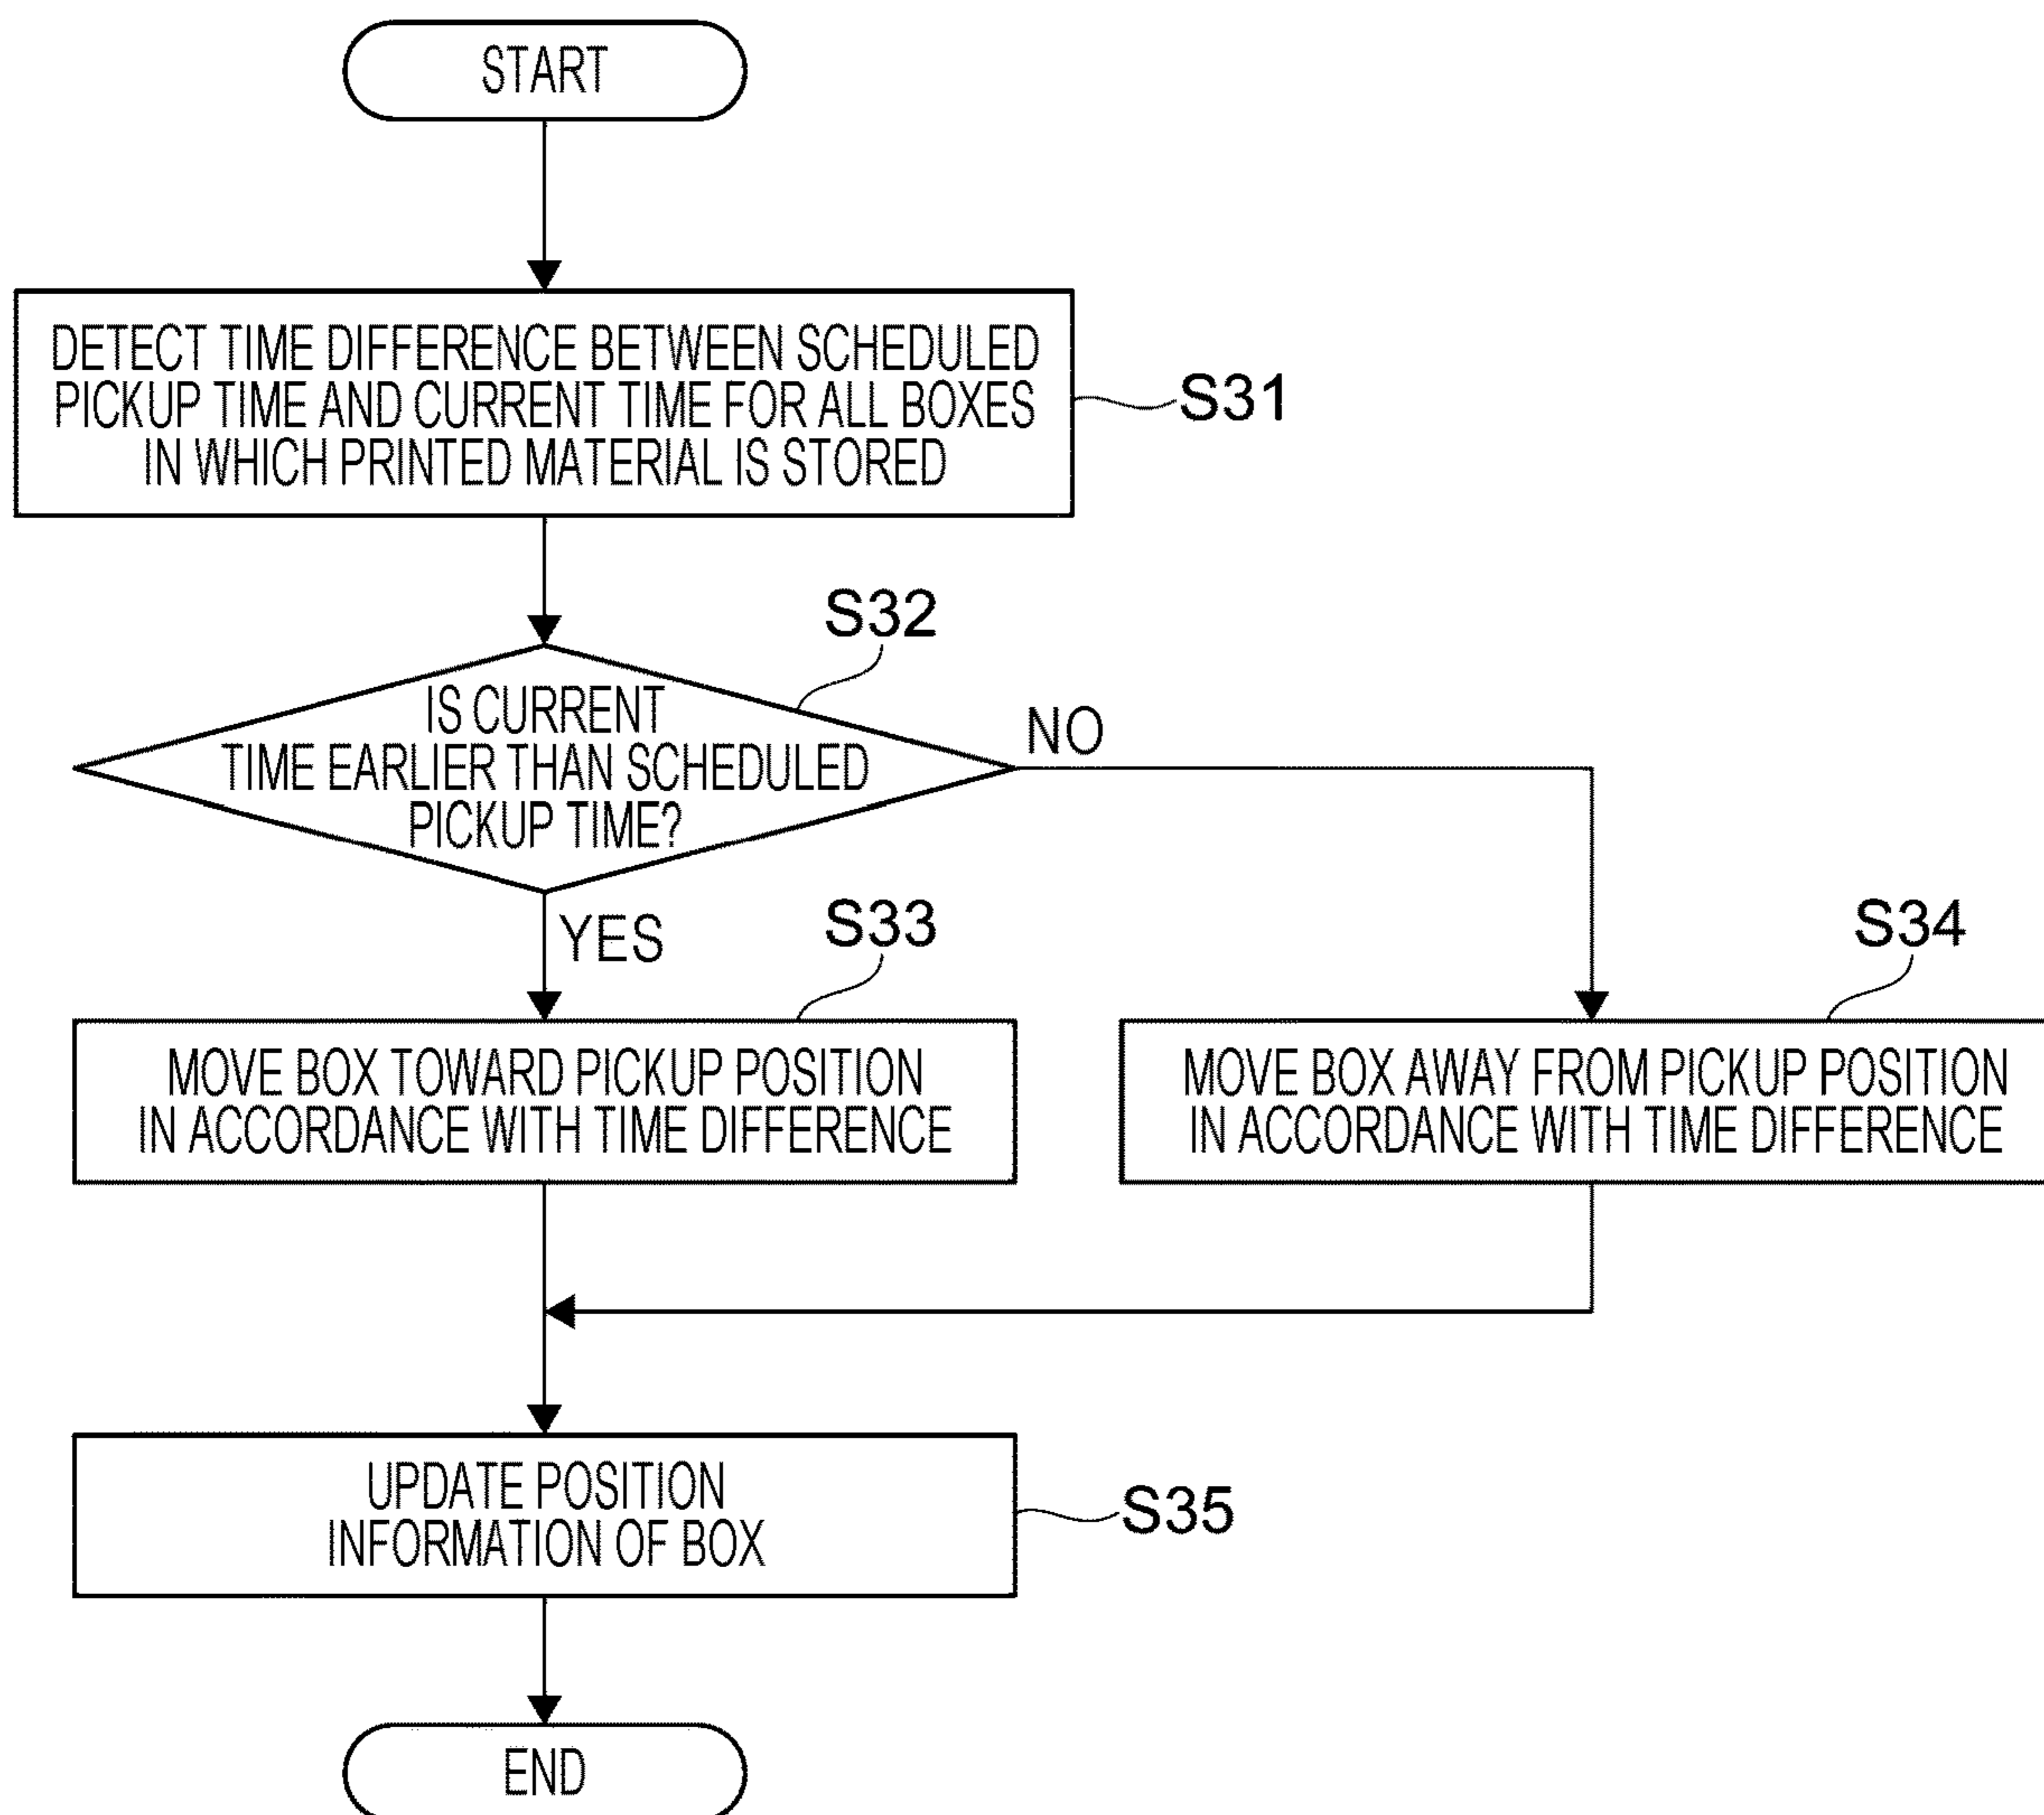 START
DETECT TIME DIFFERENCE BETWEEN SCHEDULED
PICKUP TIME AND CURRENT TIME FOR ALL BOXES
IN WHICH PRINTED MATERIAL IS STORED
S31
S32
IS CURRENT
TIME EARLIER THAN SCHEDULED
PICKUP TIME?
NO
YES
S33
MOVE BOX TOWARD PICKUP POSITION
IN ACCORDANCE WITH TIME DIFFERENCE
S34
MOVE BOX AWAY FROM PICKUP POSITION
IN ACCORDANCE WITH TIME DIFFERENCE
UPDATE POSITION
INFORMATION OF BOX
S35
END